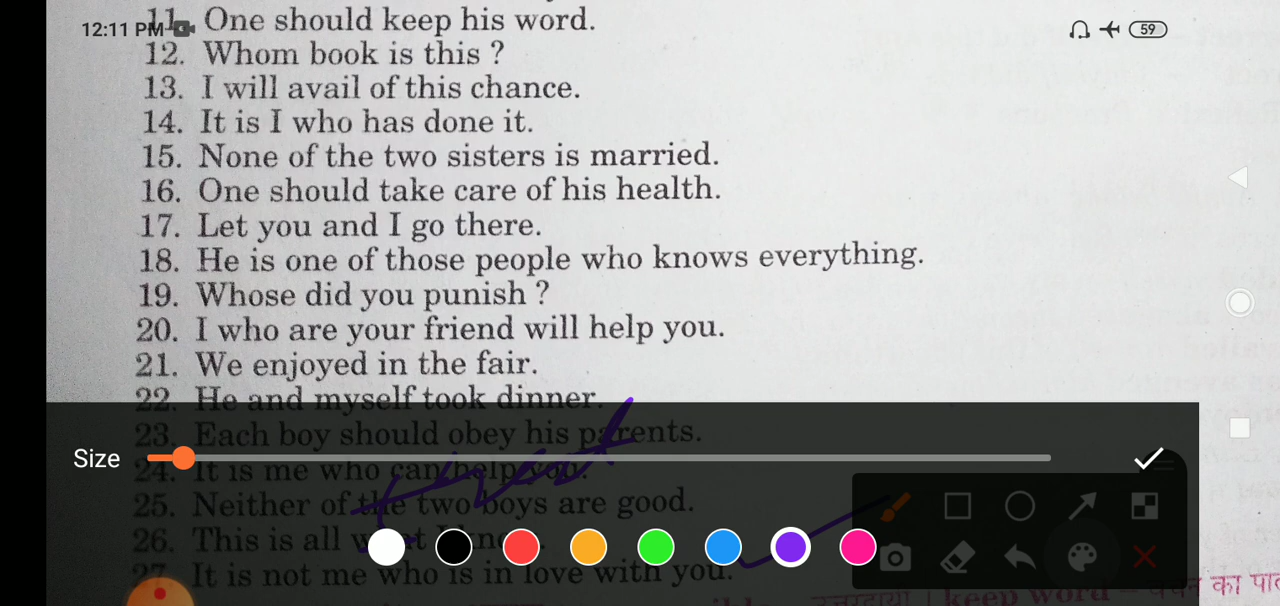 12:11 PM
59
11. One should keep his word.
12. Whom book is this ?
13. I will avail of this chance.
14. It is I who has done it.
15. None of the two sisters is married.
16. One should take care of his health.
17. Let you and I go there.
18. He is one of those people who knows everything.
19. Whose did you punish ?
20. I who are your friend will help you.
21. We enjoyed in the fair.
22. He and myself took dinner.
23. Each boy should obey his parents.
Size
24. It is me who can help you.
25. Neither of the two boys are good.
26. This is all
27. It is not me who is in love with you.
keep word –